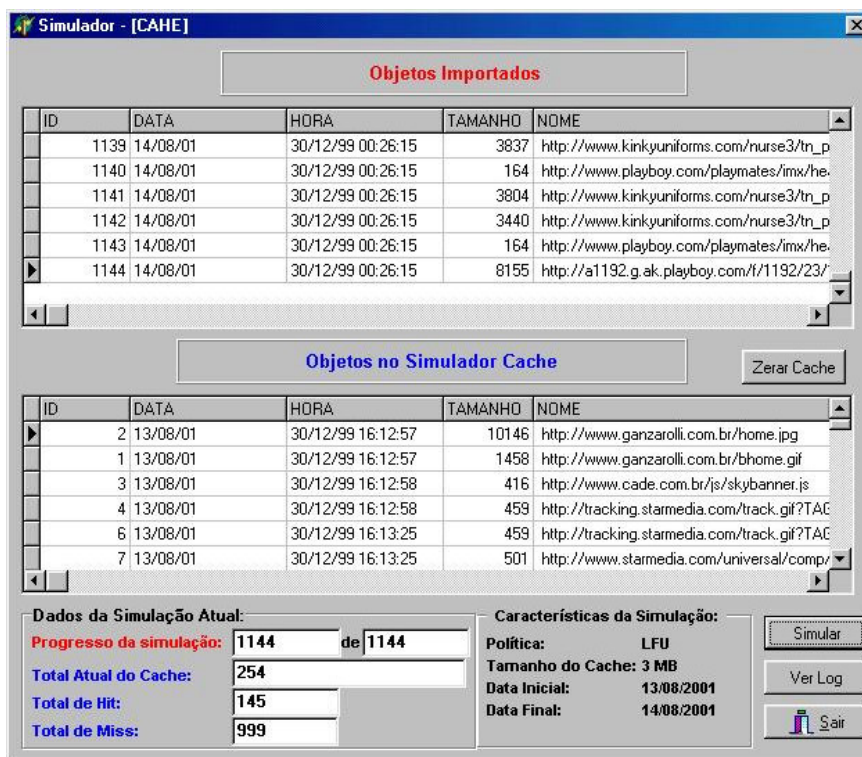 Simulador - [CAHE]
Objetos Importados
ID DATA HORA TAMANHO NOME
1139 14/08/01 30/12/99 00:26:15 3837 http://www.kinkyuniforms.com/nurse3/tn_p
1140 14/08/01 30/12/99 00:26:15 164 http://www.playboy.com/playmates/imx/he
1141 14/08/01 30/12/99 00:26:15 3804 http://www.kinkyuniforms.com/nurse3/tn_p
1142 14/08/01 30/12/99 00:26:15 3440 http://www.kinkyuniforms.com/nurse3/tn_p
1143 14/08/01 30/12/99 00:26:15 164 http://www.playboy.com/playmates/imx/he
1144 14/08/01 30/12/99 00:26:15 8155 http://a1192.g.ak.playboy.com/f/1192/23/
Objetos no Simulador Cache
Zerar Cache
ID DATA HORA TAMANHO NOME
2 13/08/01 30/12/99 16:12:57 10146 http://www.ganzarolli.com.br/home.jpg
1 13/08/01 30/12/99 16:12:57 1458 http://www.ganzarolli.com.br/bhome.gif
3 13/08/01 30/12/99 16:12:58 416 http://www.cade.com.br/js/skybanner.js
4 13/08/01 30/12/99 16:12:58 459 http://tracking.starmedia.com/track.gif?TAG
6 13/08/01 30/12/99 16:13:25 459 http://tracking.starmedia.com/track.gif?TAG
7 13/08/01 30/12/99 16:13:25 501 http://www.starmedia.com/universal/comp/
Dados da Simulação Atual:
Progresso da simulação: 1144 de 1144
Total Atual do Cache: 254
Total de Hit: 145
Total de Miss: 999
Características da Simulação:
Política: LFU
Tamanho do Cache: 3 MB
Data Inicial: 13/08/2001
Data Final: 14/08/2001
Simular
Ver Log
Sair